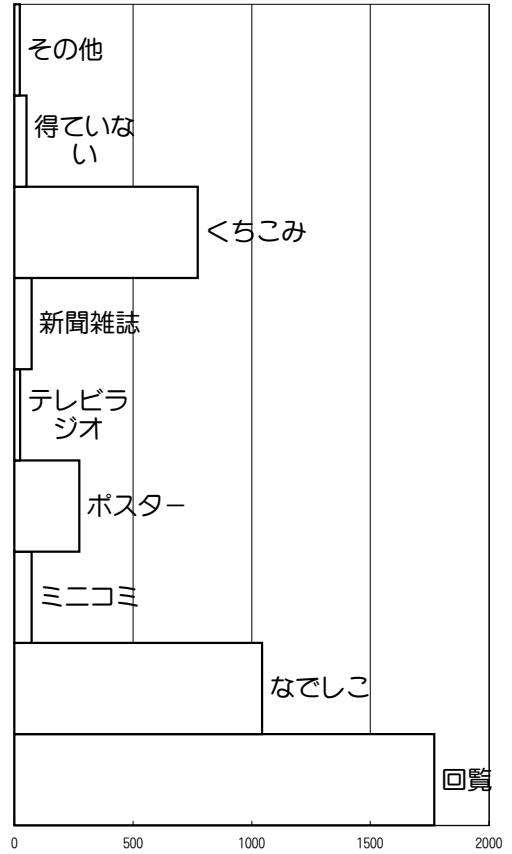 その他
得ていな
い
くちこみ
新聞雑誌
テレビラ
ジオ
ポスター
ミニコミ
なでしこ
回覧
0 500 1000 1500 2000